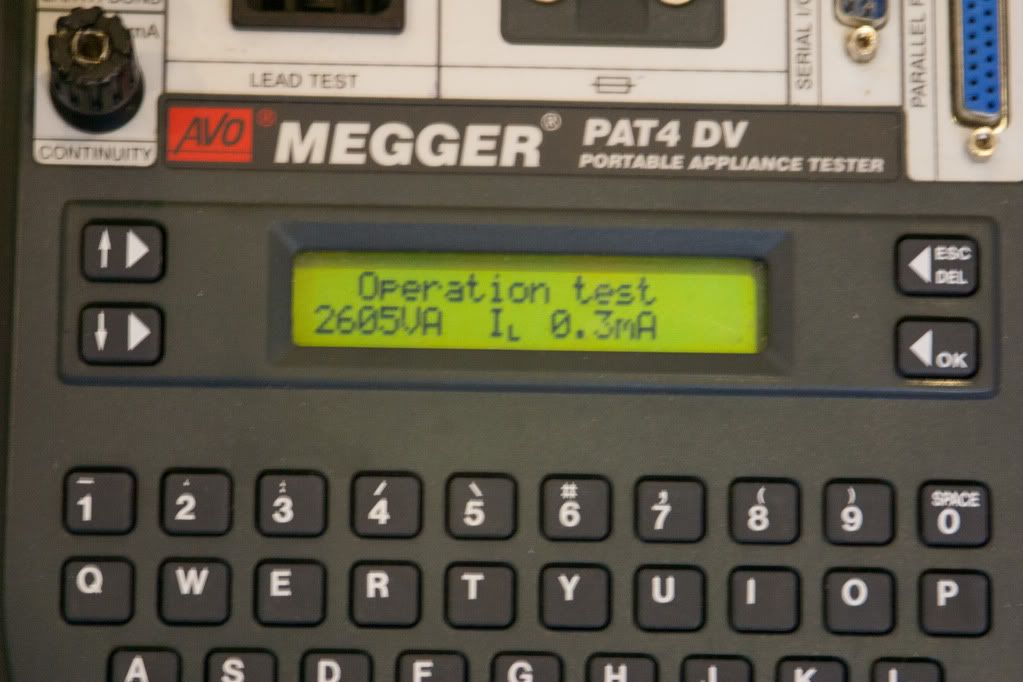 mA
CONTINUITY
LEAD TEST
SERIAL I/O
PARALLEL
AVO® MEGGER® PAT4 DV
PORTABLE APPLIANCE TESTER
ESC
DEL
OK
Operation test
2605VA IL 0.3mA
1 2 3 / 4 \ 5 # 6 , 7 ( 8 ) 9 SPACE 0
Q W E R T Y U I O P
A S D F G H J K L